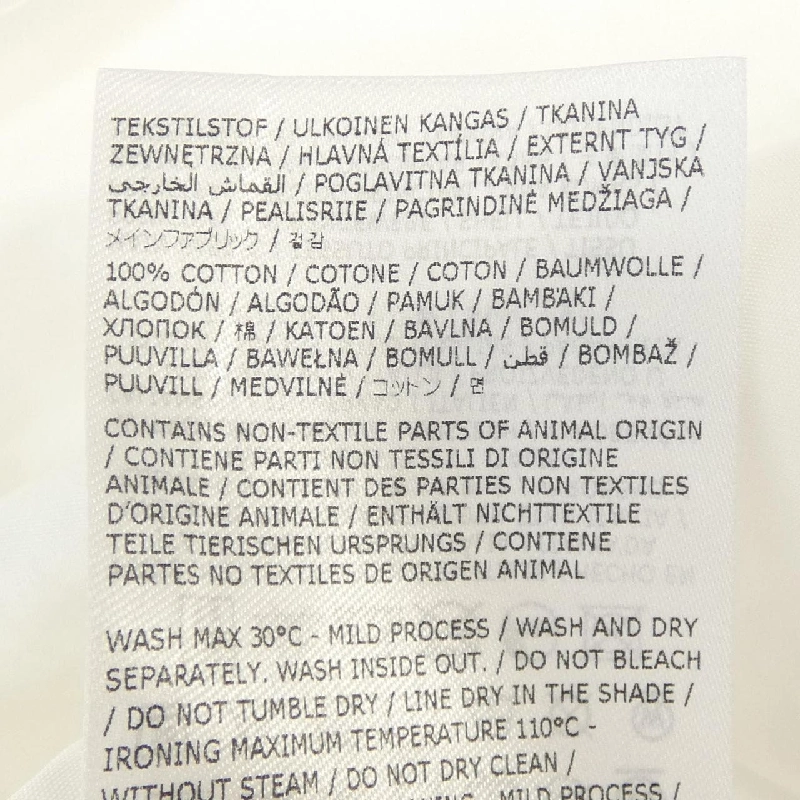 TEKSTILSTOF / ULKOINEN KANGAS / TKANINA
ZEWNĘTRZNA / HLAVNÁ TEXTÍLIA / EXTERNT TYG /
القماش الخارجي / POGLAVITNA TKANINA / VANJSKA
TKANINA / PEALISRIIE / PAGRINDINĖ MEDŽIAGA /
メインファブリック / 겉감
100% COTTON / COTONE / COTON / BAUMWOLLE /
ALGODÓN / ALGODÃO / PAMUK / BAMBAKI /
ХЛОПОК / 棉 / KATOEN / BAVLNA / BOMULD /
PUUVILLA / BAWEŁNA / BOMULL / قطن / BOMBAŽ /
PUUVILL / MEDVILNĖ / コットン / 면
CONTAINS NON-TEXTILE PARTS OF ANIMAL ORIGIN
/ CONTIENE PARTI NON TESSILI DI ORIGINE
ANIMALE / CONTIENT DES PARTIES NON TEXTILES
D'ORIGINE ANIMALE / ENTHÄLT NICHTTEXTILE
TEILE TIERISCHEN URSPRUNGS / CONTIENE
PARTES NO TEXTILES DE ORIGEN ANIMAL
WASH MAX 30°C - MILD PROCESS / WASH AND DRY
SEPARATELY. WASH INSIDE OUT. / DO NOT BLEACH
/ DO NOT TUMBLE DRY / LINE DRY IN THE SHADE /
IRONING MAXIMUM TEMPERATURE 110°C -
WITHOUT STEAM / DO NOT DRY CLEAN /
MILD PROCESS /